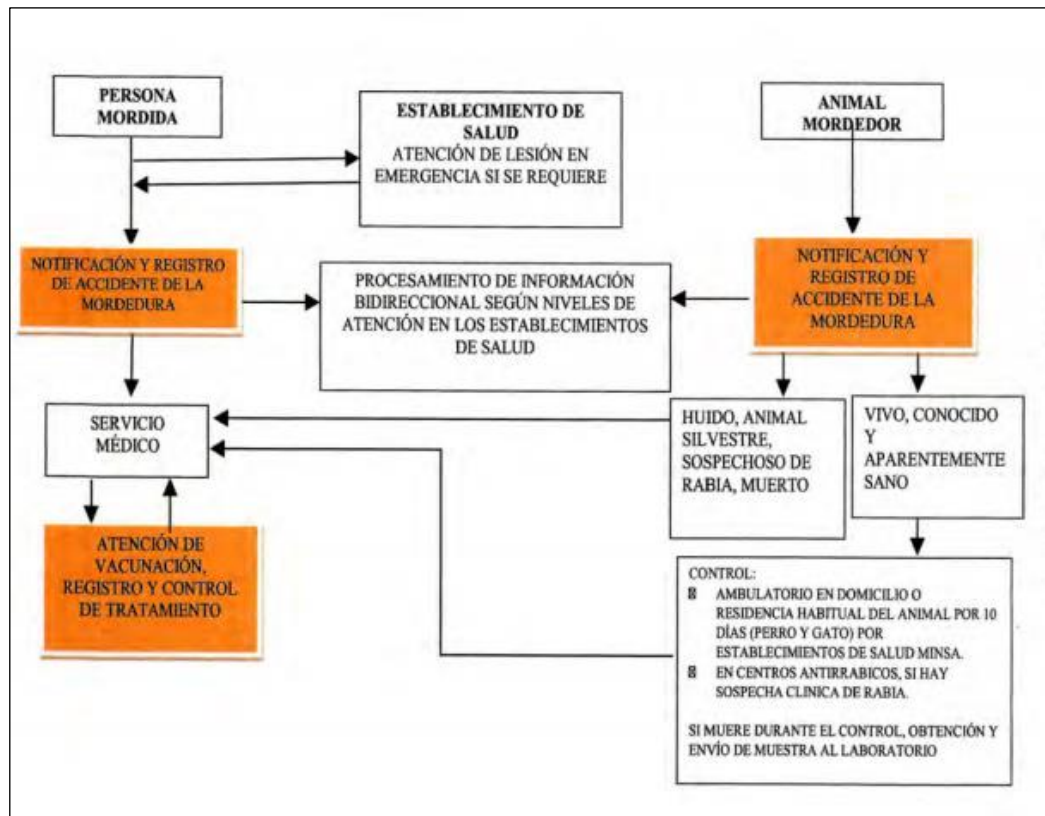 PERSONA
MORDIDA
ESTABLECIMIENTO DE
SALUD
ATENCIÓN DE LESIÓN EN
EMERGENCIA SI SE REQUIERE
ANIMAL
MORDEDOR
NOTIFICACIÓN Y REGISTRO
DE ACCIDENTE DE LA
MORDEDURA
PROCESAMIENTO DE INFORMACIÓN
BIDIRECCIONAL SEGÚN NIVELES DE
ATENCIÓN EN LOS ESTABLECIMIENTOS
DE SALUD
NOTIFICACIÓN Y
REGISTRO DE
ACCIDENTE DE LA
MORDEDURA
SERVICIO
MÉDICO
HUIDO, ANIMAL
SILVESTRE,
SOSPECHOSO DE
RABIA, MUERTO
VIVO, CONOCIDO
Y
APARENTEMENTE
SANO
ATENCIÓN DE
VACUNACIÓN,
REGISTRO Y CONTROL
DE TRATAMIENTO
CONTROL:
AMBULATORIO EN DOMICILIO O
RESIDENCIA HABITUAL DEL ANIMAL POR 10
DÍAS (PERRO Y GATO) POR
ESTABLECIMIENTOS DE SALUD MINSA.
EN CENTROS ANTIRRABICOS, SI HAY
SOSPECHA CLINICA DE RABIA.
SI MUERE DURANTE EL CONTROL, OBTENCIÓN Y
ENVÍO DE MUESTRA AL LABORATORIO